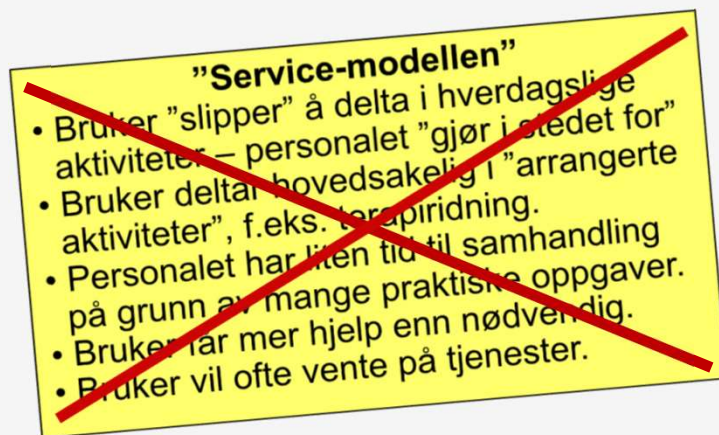 ”Service-modellen”
• Bruker ”slipper” å delta i hverdagslige
aktiviteter – personalet ”gjør i stedet for”
• Bruker deltar hovedsakelig i ”arrangerte
aktiviteter”, f.eks. terapiridning.
• Personalet har liten tid til samhandling
på grunn av mange praktiske oppgaver.
• Bruker får mer hjelp enn nødvendig.
• Bruker vil ofte vente på tjenester.